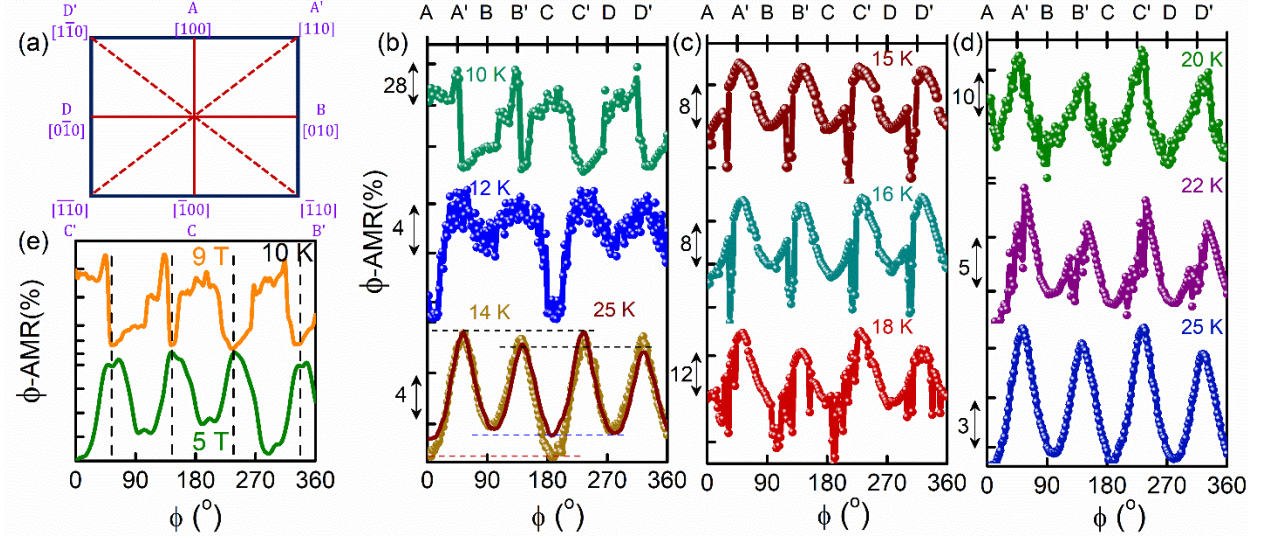 D' A A'
[11̅0] [100] [110]
(a)
D B
[01̅0] [010]
[1̅1̅0] [1̅00] [1̅10]
C' C B'
(e)
9 T 10 K
5 T
ϕ-AMR(%)
0 90 180 270 360
ϕ (°)
A A' B B' C C' D D'
(b)
10 K
28
12 K
4
14 K 25 K
4
ϕ-AMR(%)
0 90 180 270 360
ϕ (°)
A A' B B' C C' D D'
(c)
15 K
8
16 K
8
18 K
12
0 90 180 270 360
ϕ (°)
A A' B B' C C' D D'
(d)
20 K
10
22 K
5
25 K
3
0 90 180 270 360
ϕ (°)